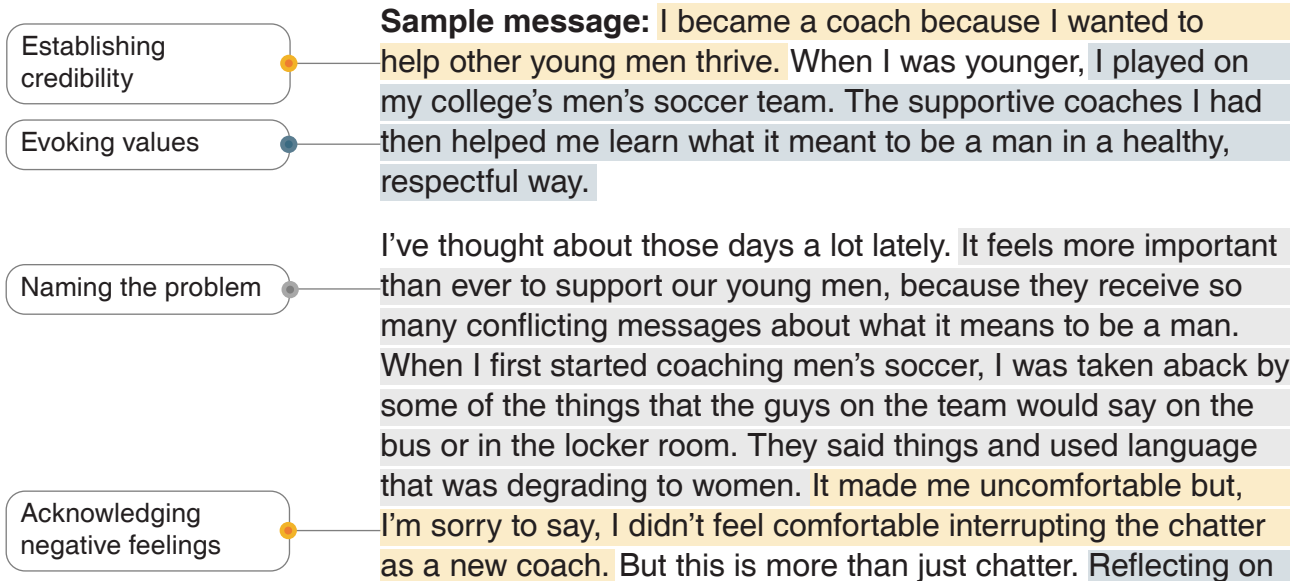 Establishing
credibility
Evoking values
Naming the problem
Acknowledging
negative feelings
Sample message: I became a coach because I wanted to
help other young men thrive. When I was younger, I played on
my college’s men’s soccer team. The supportive coaches I had
then helped me learn what it meant to be a man in a healthy,
respectful way.
I’ve thought about those days a lot lately. It feels more important
than ever to support our young men, because they receive so
many conflicting messages about what it means to be a man.
When I first started coaching men’s soccer, I was taken aback by
some of the things that the guys on the team would say on the
bus or in the locker room. They said things and used language
that was degrading to women. It made me uncomfortable but,
I’m sorry to say, I didn’t feel comfortable interrupting the chatter
as a new coach. But this is more than just chatter. Reflecting on